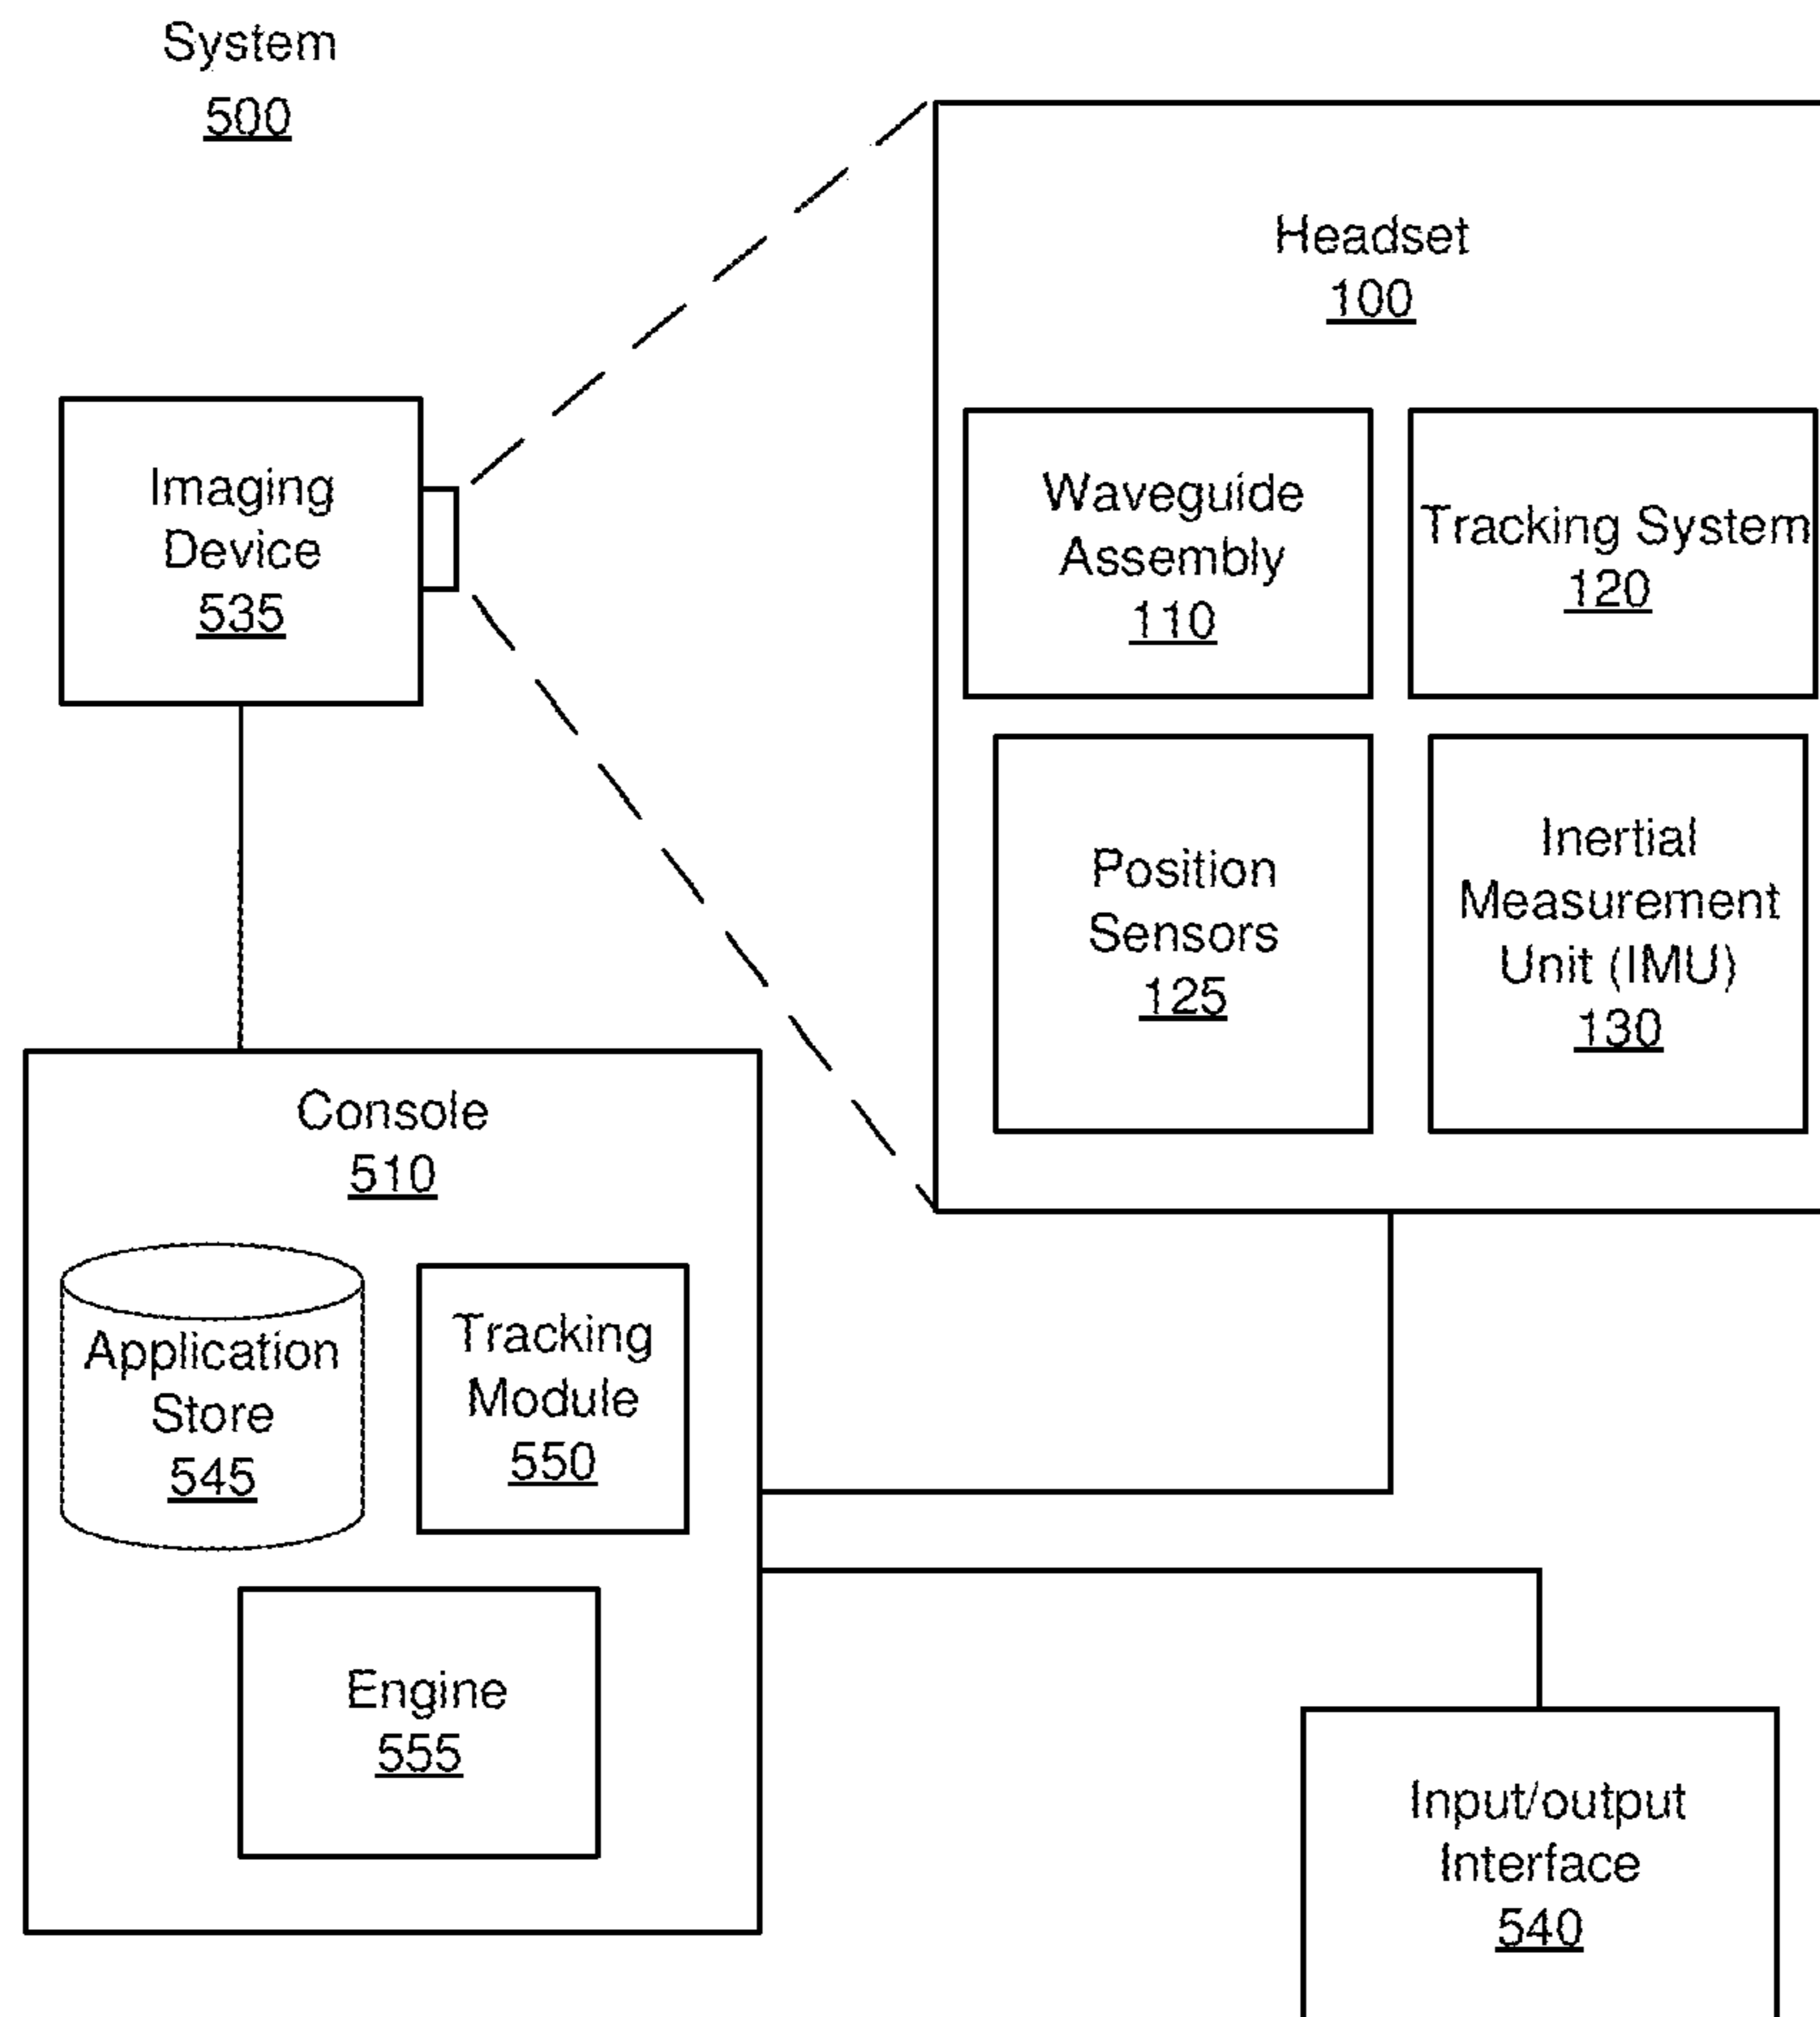 System
500
Headset
100
Imaging
Device
535
Waveguide
Assembly
110
Tracking System
120
Position
Sensors
125
Inertial
Measurement
Unit (IMU)
130
Console
510
Application
Store
545
Tracking
Module
550
Engine
555
Input/output
Interface
540